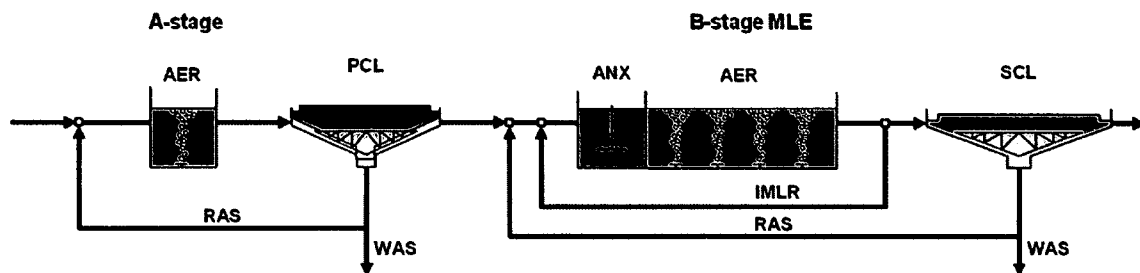 A-stage
B-stage MLE
AER
PCL
ANX
AER
SCL
IMLR
RAS
RAS
WAS
WAS